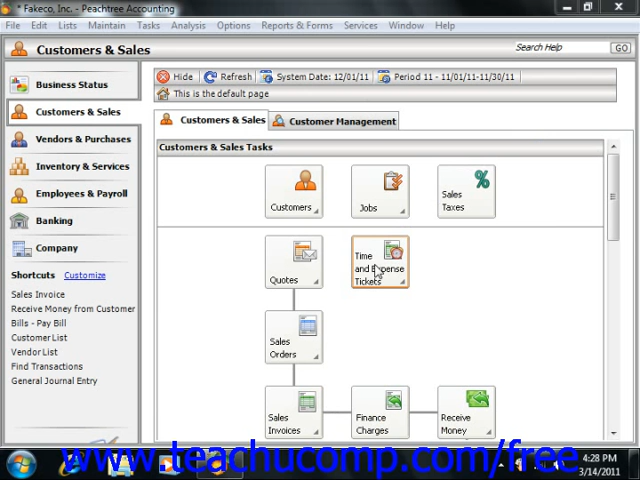 * Fakeco, Inc. - Peachtree Accounting
File Edit Lists Maintain Tasks Analysis Options Reports & Forms Services Window Help
Customers & Sales
Search Help
GO
Business Status
Customers & Sales
Vendors & Purchases
Inventory & Services
Employees & Payroll
Banking
Company
Shortcuts Customize
Sales Invoice
Receive Money from Customer
Bills - Pay Bill
Customer List
Vendor List
Find Transactions
General Journal Entry
Hide Refresh System Date: 12/01/11 Period 11 - 11/01/11-11/30/11
This is the default page
Customers & Sales Customer Management
Customers & Sales Tasks
Customers
Jobs
Sales
Taxes
Quotes
Time
and Expense
Tickets
Sales
Orders
Sales
Invoices
Finance
Charges
Receive
Money
www.teachucomp.com/free
4:28 PM
3/14/2011